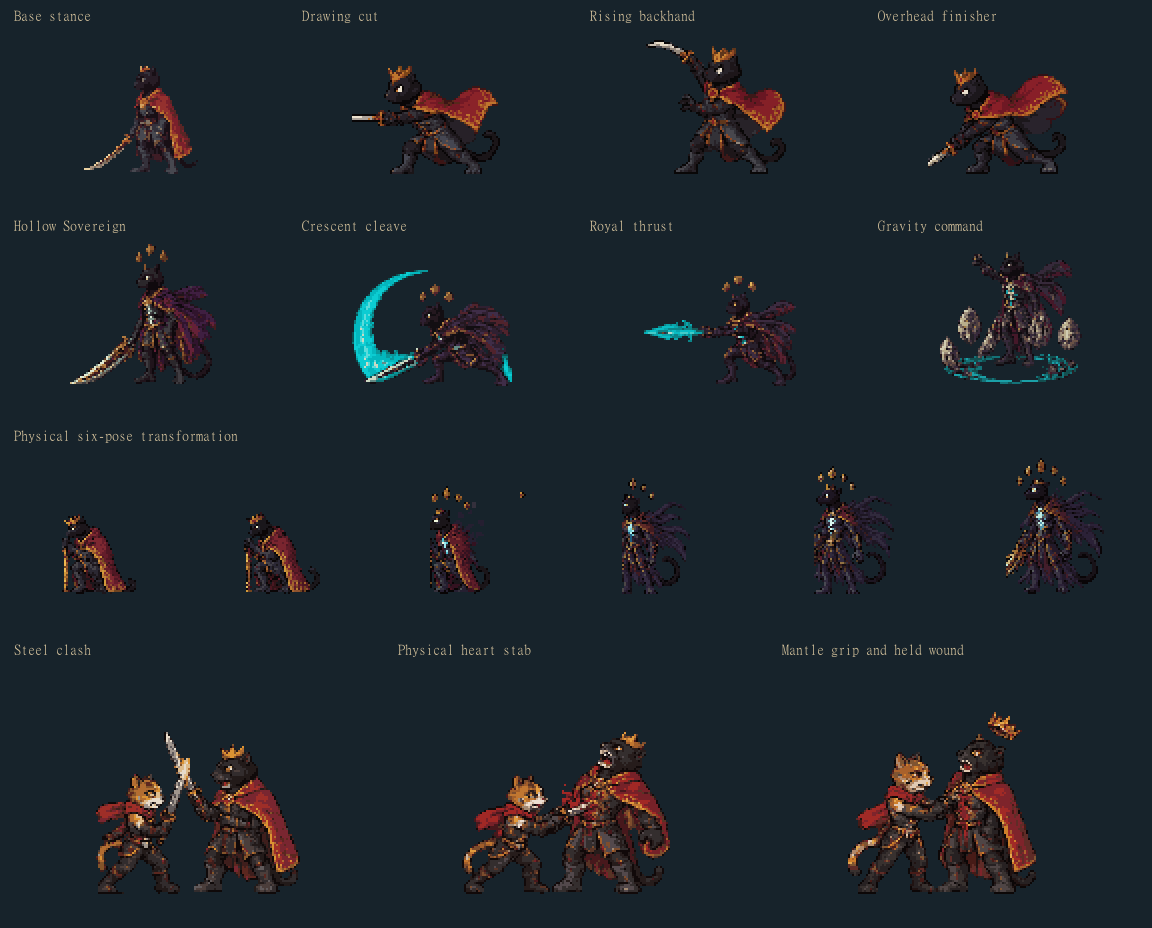 Base stance
Drawing cut
Rising backhand
Overhead finisher
Hollow Sovereign
Crescent cleave
Royal thrust
Gravity command
Physical six-pose transformation
Steel clash
Physical heart stab
Mantle grip and held wound